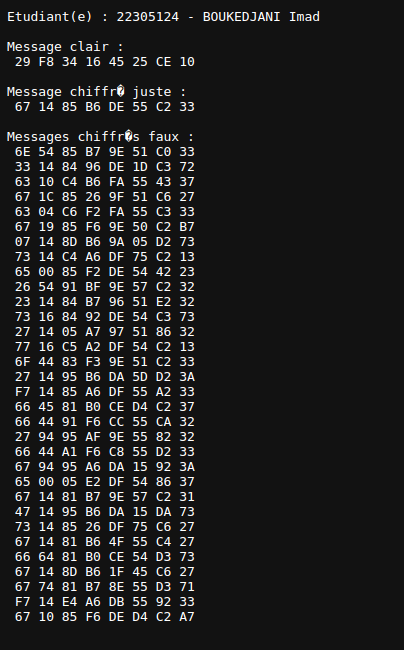 Etudiant(e) : 22305124 - BOUKEDJANI Imad
Message clair :
29 F8 34 16 45 25 CE 10
Message chiffr� juste :
67 14 85 B6 DE 55 C2 33
Messages chiffr�s faux :
6E 54 85 B7 9E 51 C0 33
33 14 84 96 DE 1D C3 72
63 10 C4 B6 FA 55 43 37
67 1C 85 26 9F 51 C6 27
63 04 C6 F2 FA 55 C3 33
67 19 85 F6 9E 50 C2 B7
07 14 8D B6 9A 05 D2 73
73 14 C4 A6 DF 75 C2 13
65 00 85 F2 DE 54 42 23
26 54 91 BF 9E 57 C2 32
23 14 84 B7 96 51 E2 32
73 16 84 92 DE 54 C3 73
27 14 05 A7 97 51 86 32
77 16 C5 A2 DF 54 C2 13
6F 44 83 F3 9E 51 C2 33
27 14 95 B6 DA 5D D2 3A
F7 14 85 A6 DF 55 A2 33
66 45 81 B0 CE D4 C2 37
66 44 91 F6 CC 55 CA 32
27 94 95 AF 9E 55 82 32
66 44 A1 F6 C8 55 D2 33
67 94 95 A6 DA 15 92 3A
65 00 05 E2 DF 54 86 37
67 14 81 B7 9E 57 C2 31
47 14 95 B6 DA 15 DA 73
73 14 85 26 DF 75 C6 27
67 14 81 B6 4F 55 C4 27
66 64 81 B0 CE 54 D3 73
67 14 8D B6 1F 45 C6 27
67 74 81 B7 8E 55 D3 71
F7 14 E4 A6 DB 55 92 33
67 10 85 F6 DE D4 C2 A7